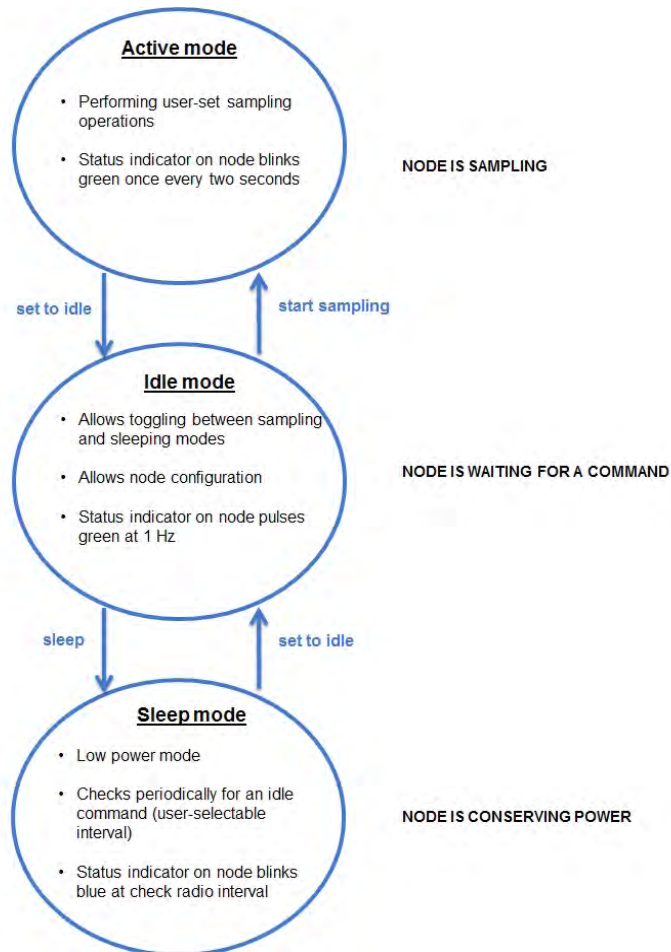 Active mode
• Performing user-set sampling
operations
• Status indicator on node blinks
green once every two seconds
NODE IS SAMPLING
set to idle
start sampling
Idle mode
• Allows toggling between sampling
and sleeping modes
• Allows node configuration
• Status indicator on node pulses
green at 1 Hz
NODE IS WAITING FOR A COMMAND
sleep
set to idle
Sleep mode
• Low power mode
• Checks periodically for an idle
command (user-selectable
interval)
• Status indicator on node blinks
blue at check radio interval
NODE IS CONSERVING POWER